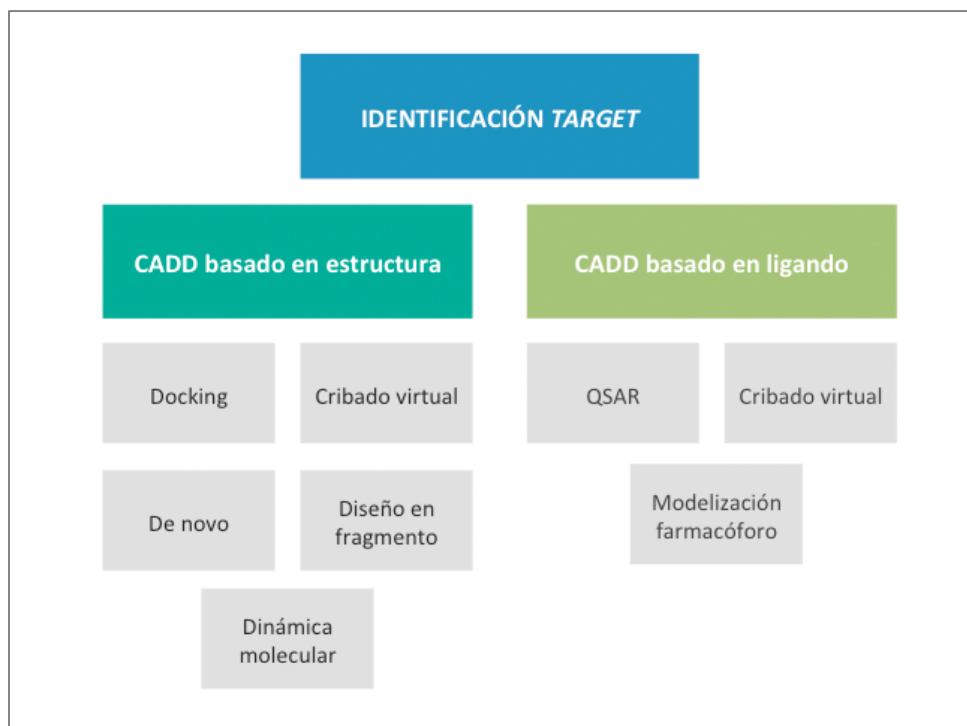 IDENTIFICACIÓN TARGET
CADD basado en estructura
CADD basado en ligando
Docking
Cribado virtual
QSAR
Cribado virtual
De novo
Diseño en
fragmento
Modelización
farmacóforo
Dinámica
molecular